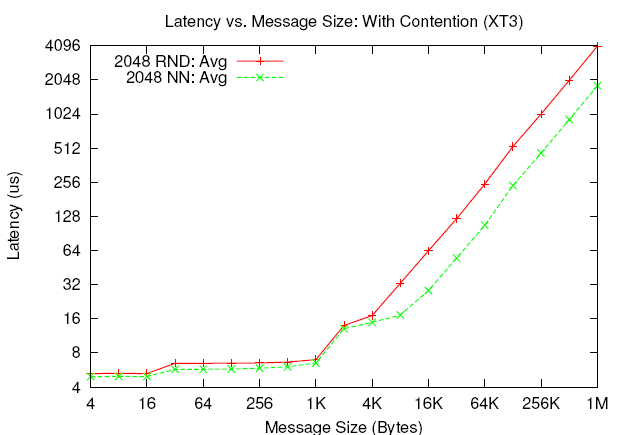 Latency vs. Message Size: With Contention (XT3)
2048 RND: Avg
2048 NN: Avg
Latency (us)
4096
2048
1024
512
256
128
64
32
16
8
4
4 16 64 256 1K 4K 16K 64K 256K 1M
Message Size (Bytes)